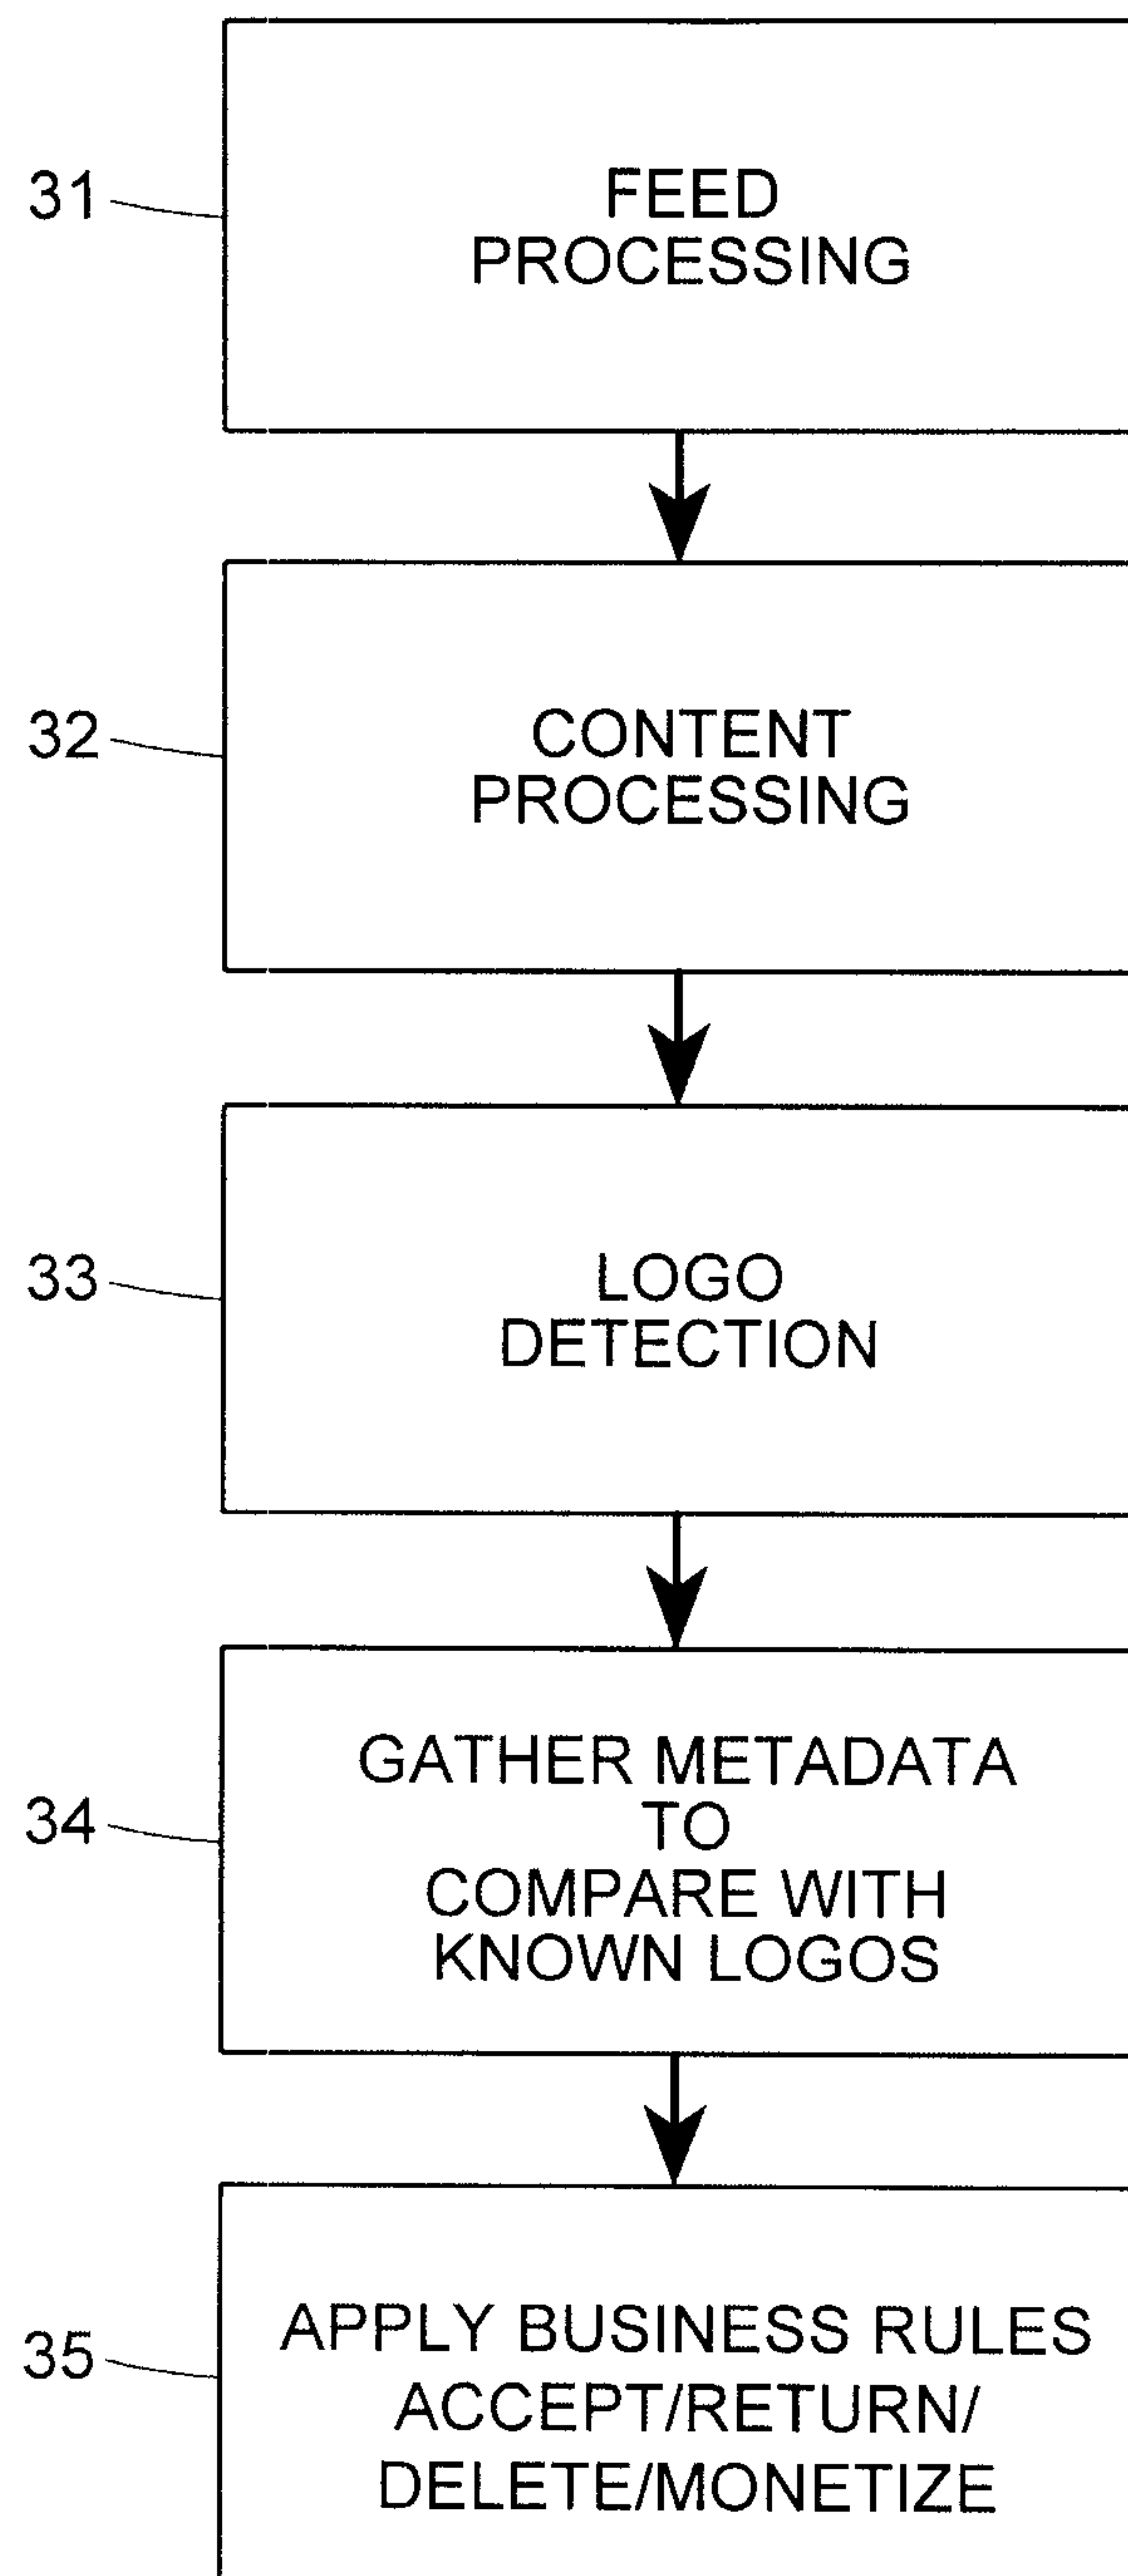 31
FEED
PROCESSING
32
CONTENT
PROCESSING
33
LOGO
DETECTION
34
GATHER METADATA
TO
COMPARE WITH
KNOWN LOGOS
35
APPLY BUSINESS RULES
ACCEPT/RETURN/
DELETE/MONETIZE